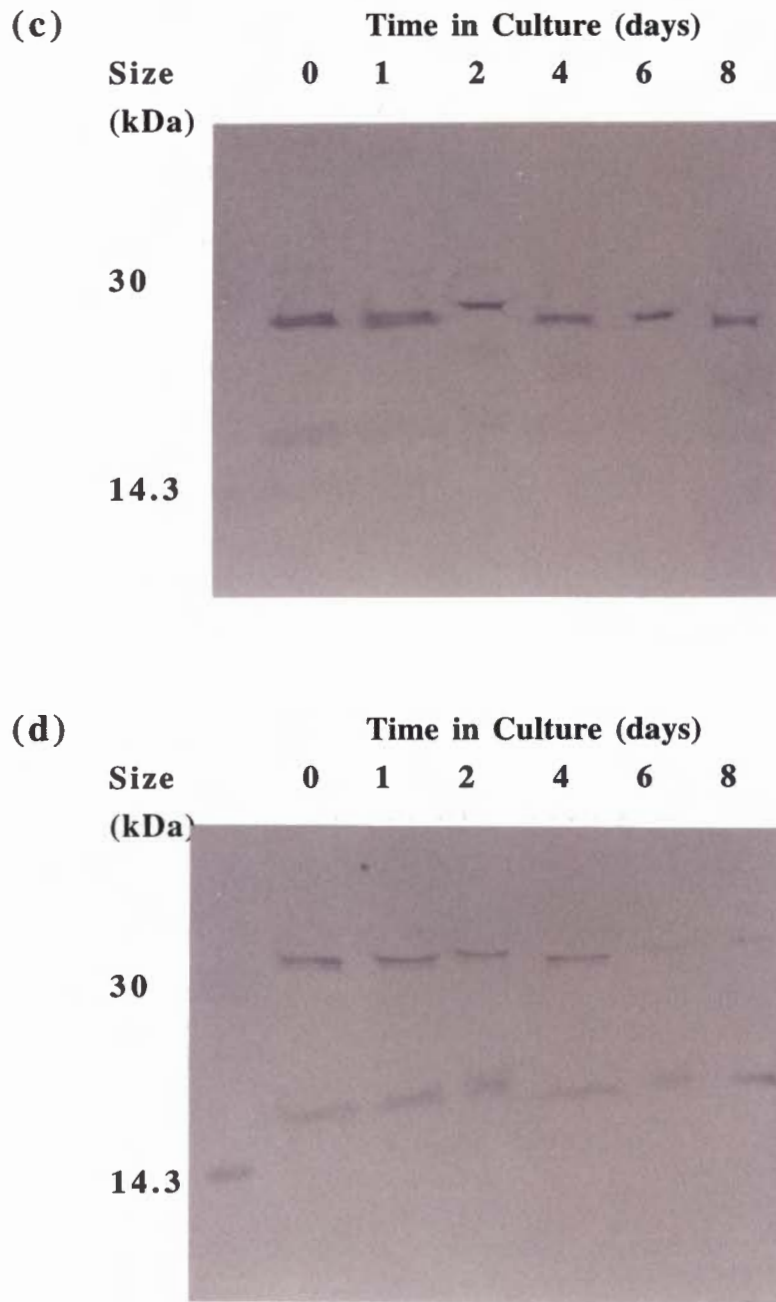 (c) Time in Culture (days)
Size 0 1 2 4 6 8
(kDa)
30
14.3
(d) Time in Culture (days)
Size 0 1 2 4 6 8
(kDa)
30
14.3